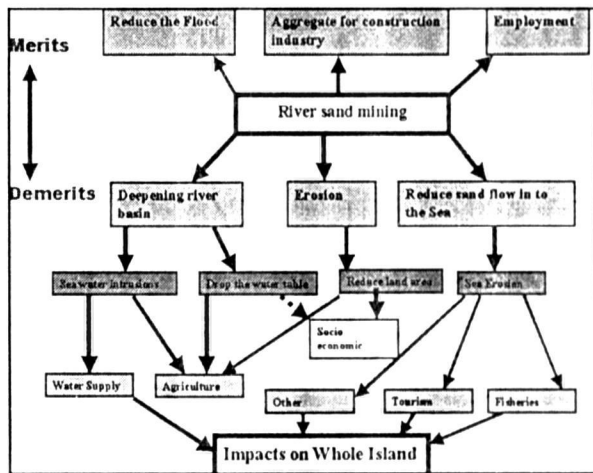 Reduce the Flood
Aggregate for construction
industry
Employment
Merits
River sand mining
Demerits
Deepening river
basin
Erosion
Reduce sand flow in to
the Sea
Sea water intrusions
Drop the water table
Reduce land area
Sea Erosion
Socio
economic
Water Supply
Agriculture
Other
Tourism
Fisheries
Impacts on Whole Island